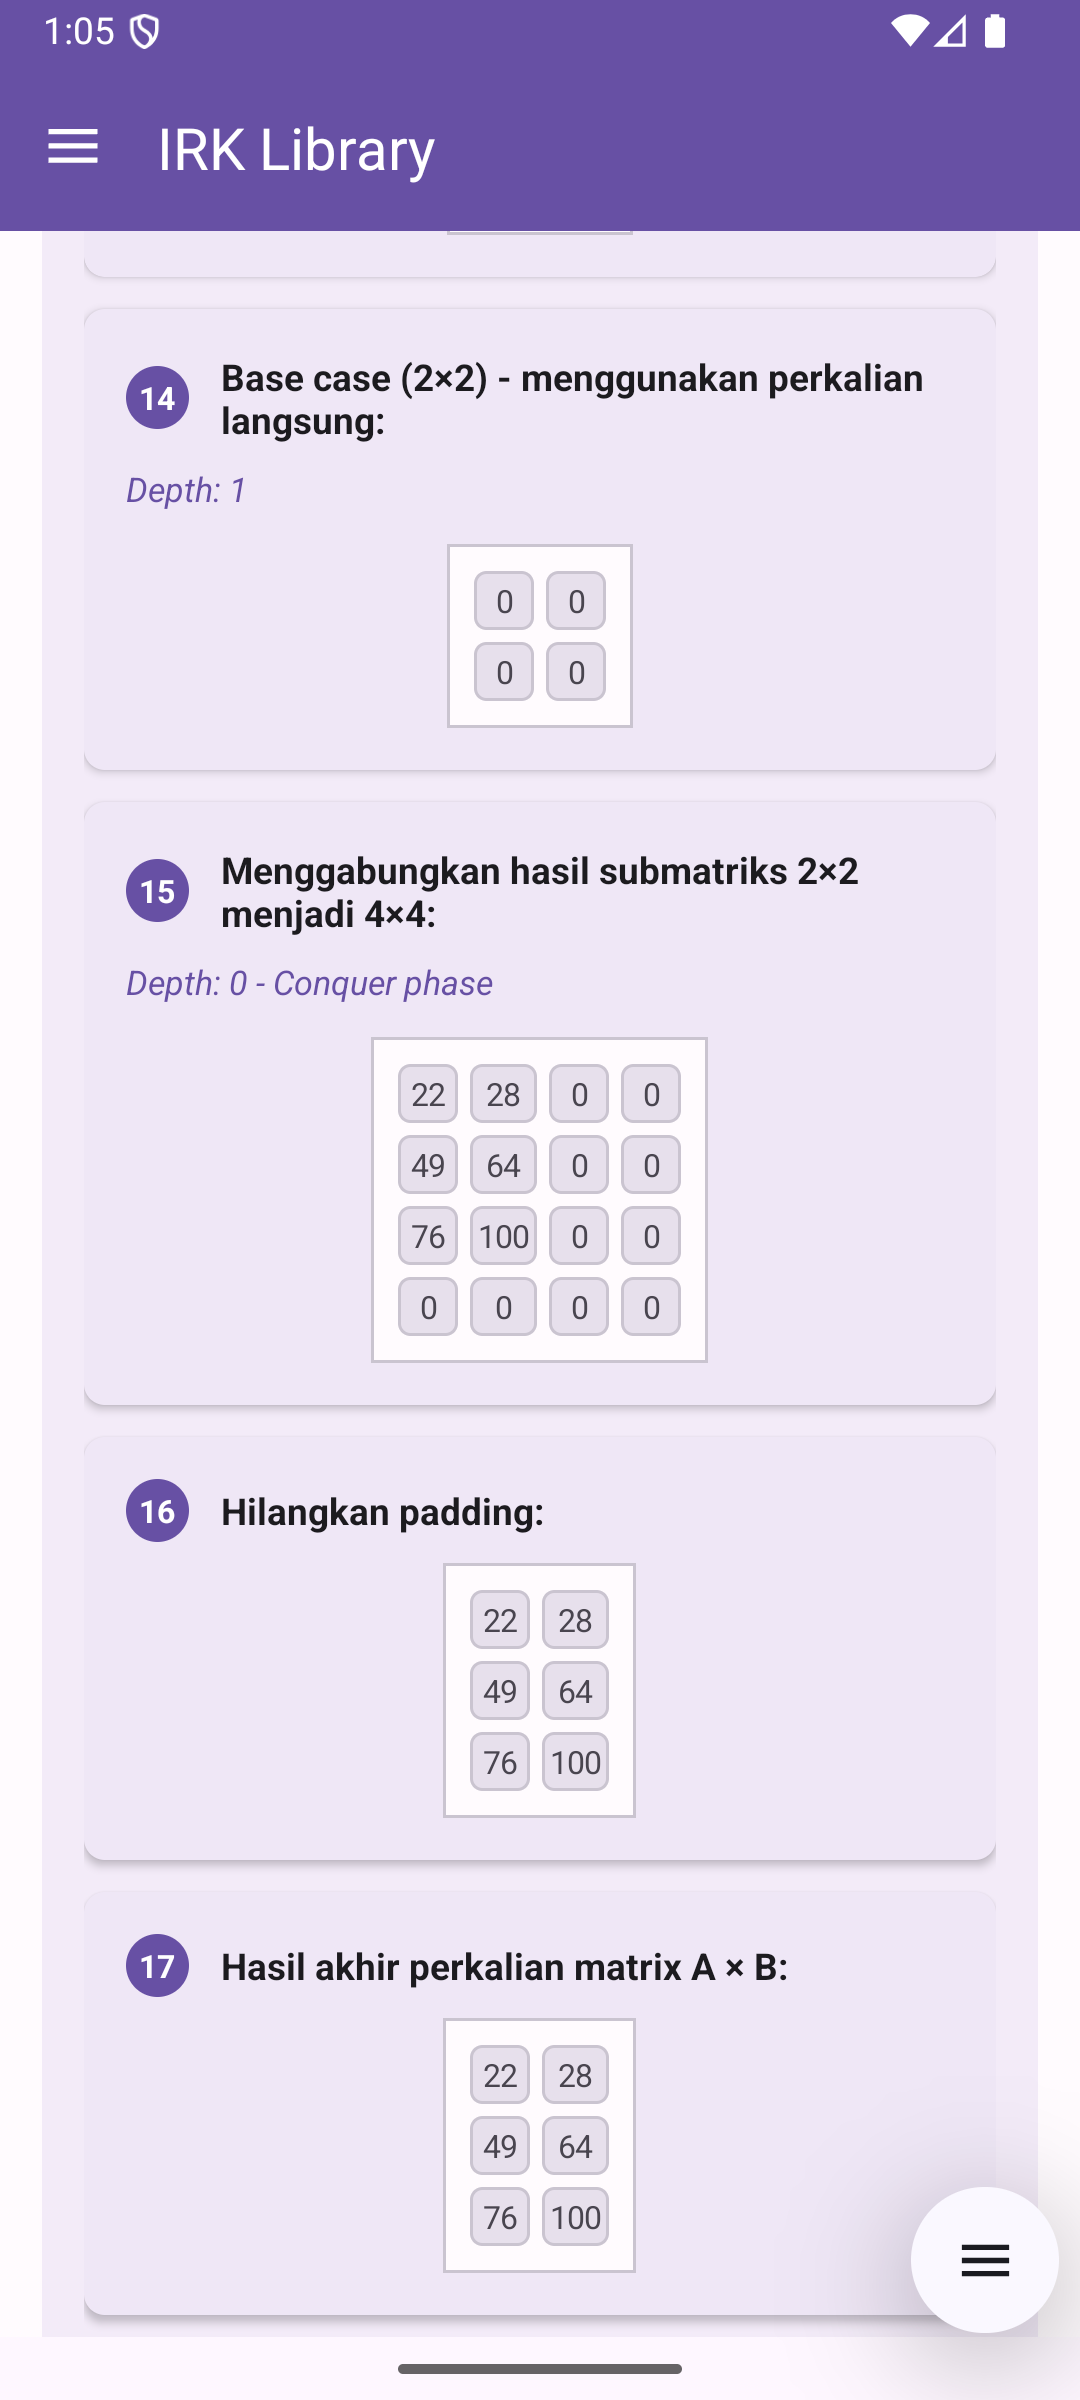 1:05
IRK Library
14
Base case (2×2) - menggunakan perkalian
langsung:
Depth: 1
0 0
0 0
15
Menggabungkan hasil submatriks 2×2
menjadi 4×4:
Depth: 0 - Conquer phase
22 28 0 0
49 64 0 0
76 100 0 0
0 0 0 0
16
Hilangkan padding:
22 28
49 64
76 100
17
Hasil akhir perkalian matrix A × B:
22 28
49 64
76 100